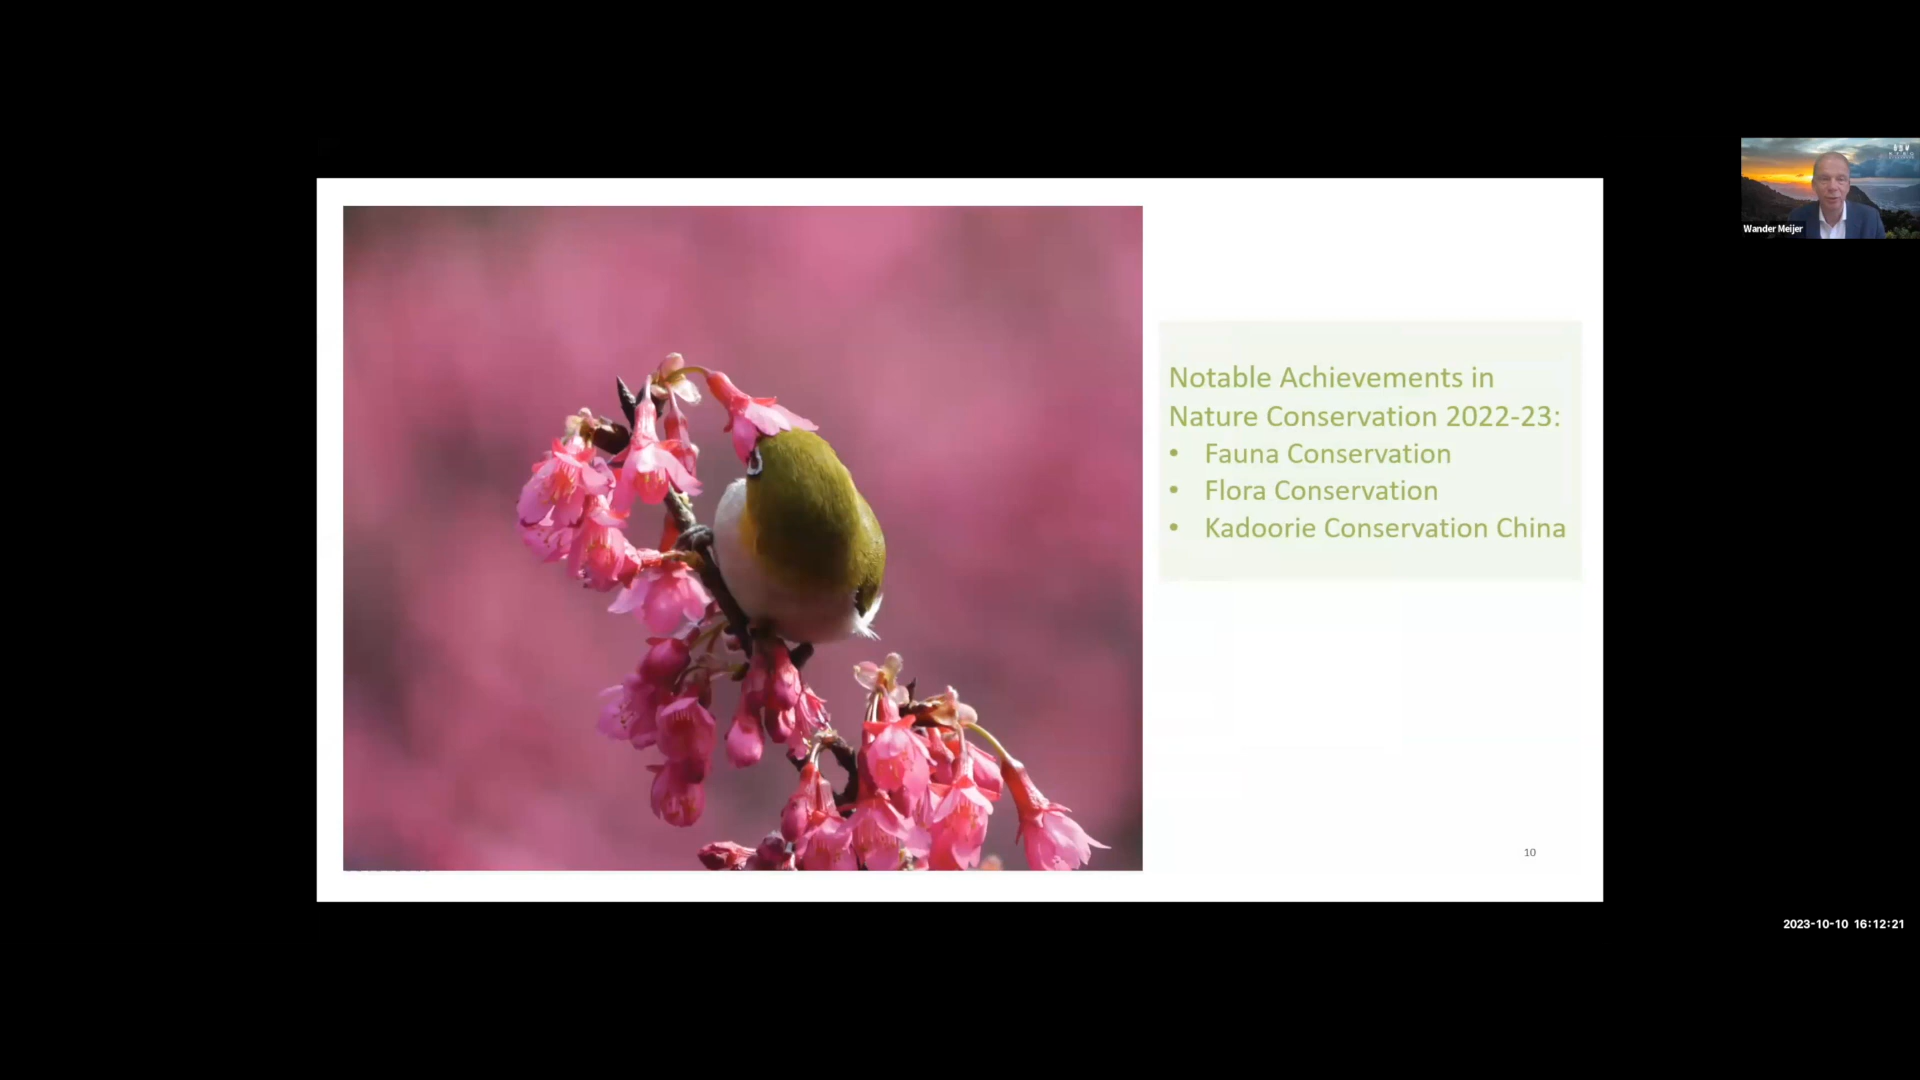 Notable Achievements in
Nature Conservation 2022-23:
• Fauna Conservation
• Flora Conservation
• Kadoorie Conservation China
10
Wander Meijer
2023-10-10 16:12:21